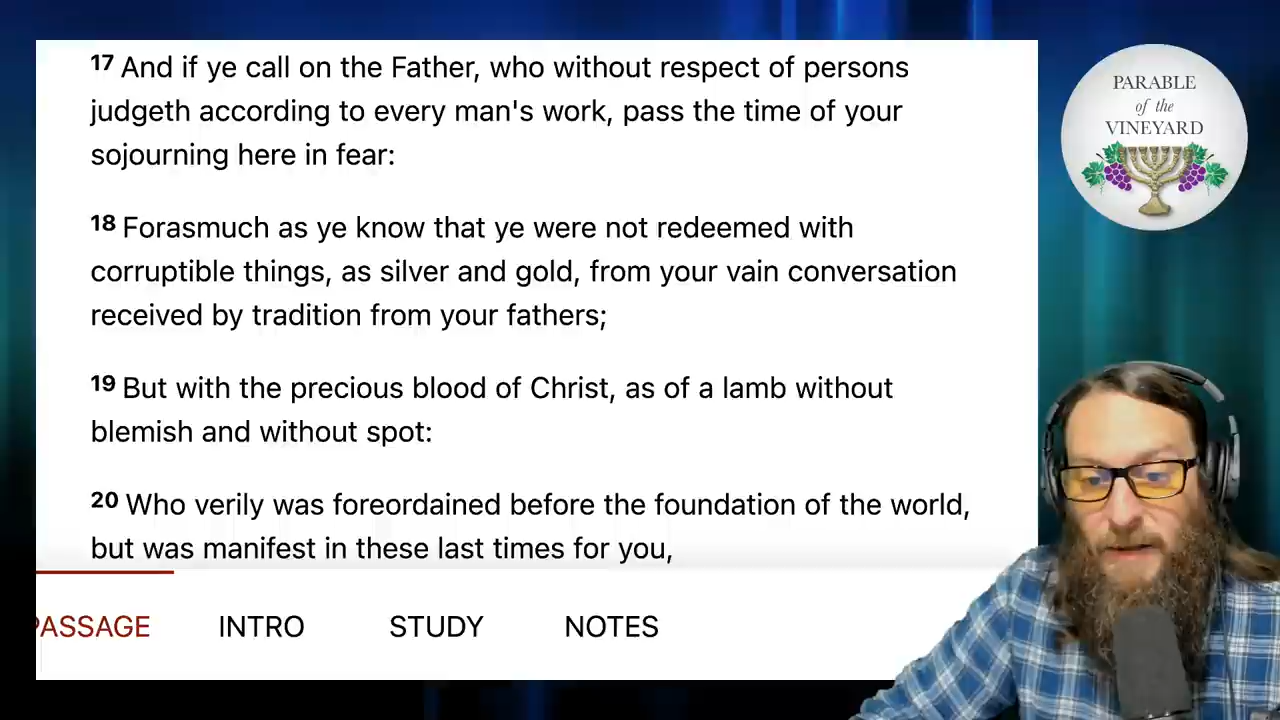 17 And if ye call on the Father, who without respect of persons
judgeth according to every man's work, pass the time of your
sojourning here in fear:
18 Forasmuch as ye know that ye were not redeemed with
corruptible things, as silver and gold, from your vain conversation
received by tradition from your fathers;
19 But with the precious blood of Christ, as of a lamb without
blemish and without spot:
20 Who verily was foreordained before the foundation of the world,
but was manifest in these last times for you,
PASSAGE INTRO STUDY NOTES
PARABLE
of the
VINEYARD